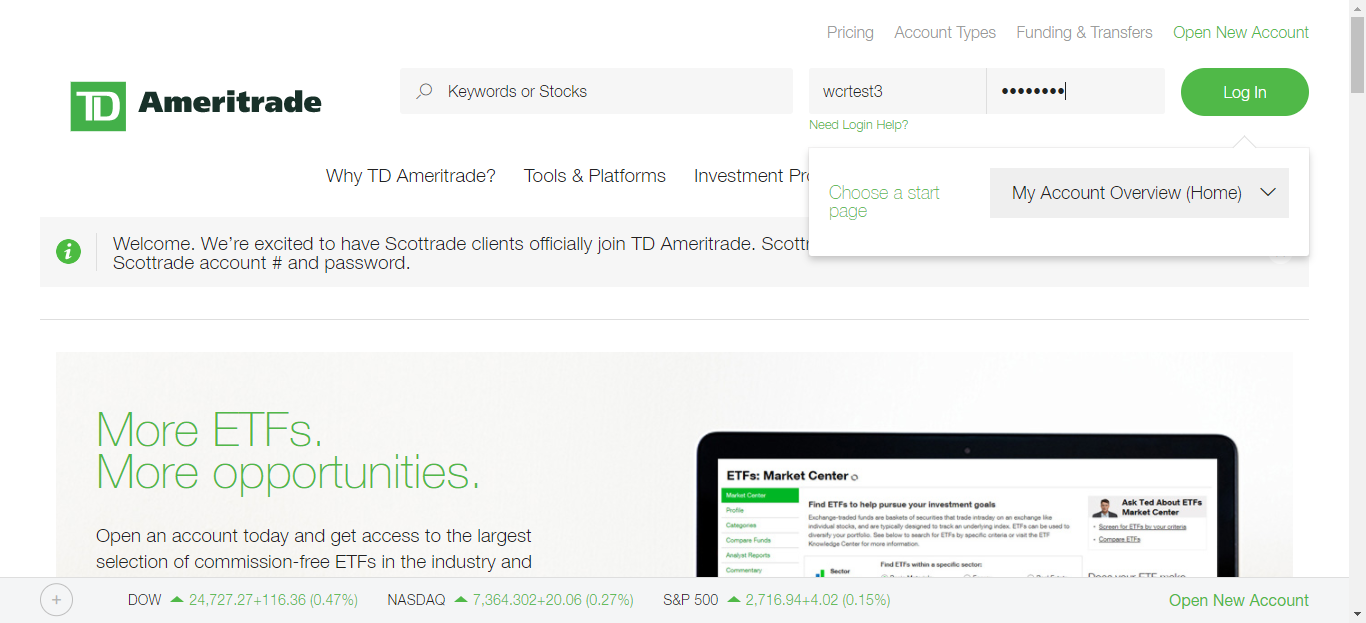 Pricing Account Types Funding & Transfers Open New Account
TD Ameritrade
Keywords or Stocks
wcrtest3
••••••••
Log In
Need Login Help?
Why TD Ameritrade? Tools & Platforms Investment Pro
Choose a start
page
My Account Overview (Home)
Welcome. We’re excited to have Scottrade clients officially join TD Ameritrade. Scottr
Scottrade account # and password.
More ETFs.
More opportunities.
Open an account today and get access to the largest
selection of commission-free ETFs in the industry and
ETFs: Market Center
Market Center
Profile
Categories
Compare Funds
Analyst Reports
Commentary
Find ETFs to help pursue your investment goals
Exchange-traded funds are baskets of securities that trade intraday on an exchange like
individual stocks, and are typically designed to track an underlying index. ETFs can be used to
diversify your portfolio. See below to search for ETFs by specific criteria or visit the ETF
Knowledge Center for more information.
Sector
Find ETFs within a specific sector:
Ask Ted About ETFs
Market Center
Screen for ETFs by your criteria
Compare ETFs
DOW 24,727.27+116.36 (0.47%) NASDAQ 7,364.302+20.06 (0.27%) S&P 500 2,716.94+4.02 (0.15%) Open New Account